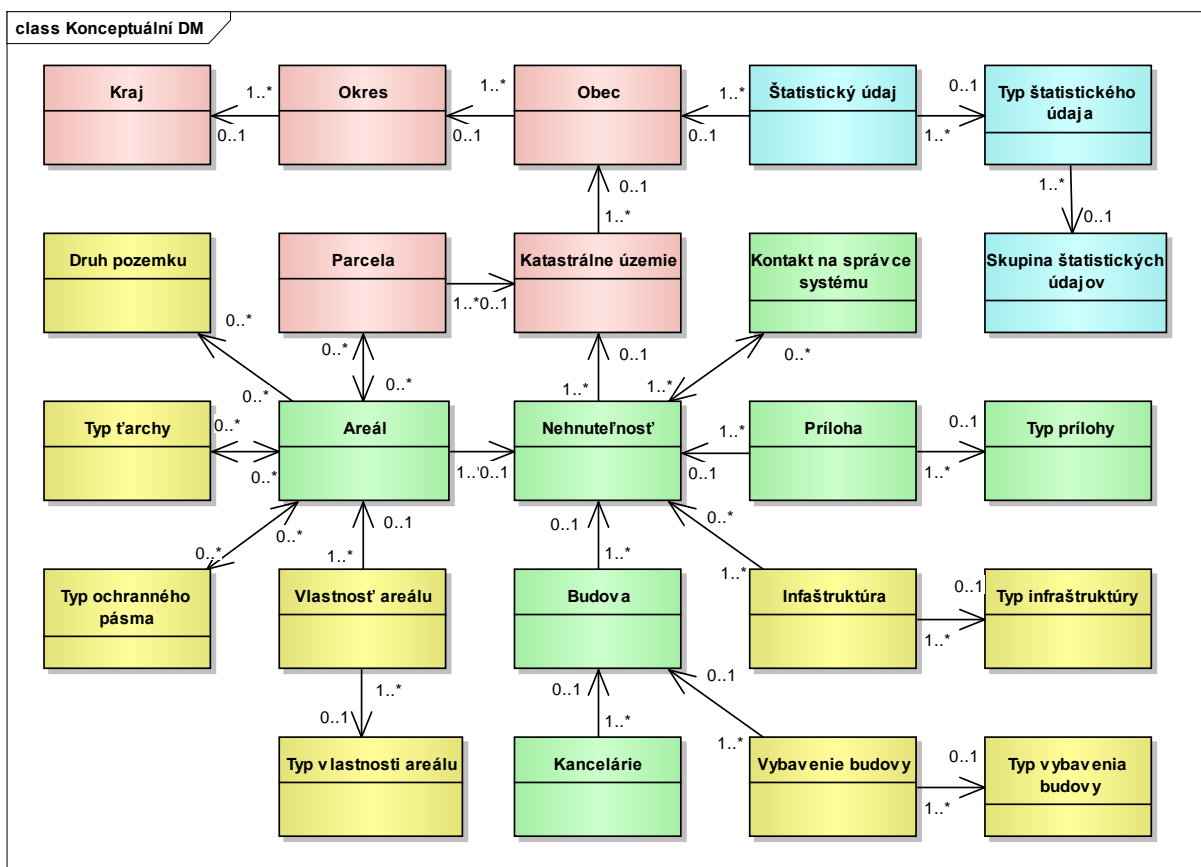 class Konceptuální DM
Kraj
Okres
Obec
Štatistický údaj
Typ štatistického
údaja
1..*
0..1
1..*
0..1
1..*
0..1
0..1
1..*
0..1
1..*
1..*
0..1
Druh pozemku
Parcela
Katastrálne územie
Kontakt na správce
systému
Skupina štatistických
údajov
1..*
0..1
0..*
0..*
0..*
0..*
0..1
1..*
0..*
1..*
Typ ťarchy
Areál
Nehnuteľnosť
Príloha
Typ prílohy
0..*
0..*
1..*
0..1
1..*
0..1
0..1
1..*
0..*
0..*
0..1
1..*
0..1
1..*
0..*
1..*
Typ ochranného
pásma
Vlastnosť areálu
Budova
Infaštruktúra
Typ infraštruktúry
0..1
1..*
1..*
0..1
0..1
1..*
0..1
1..*
Typ vlastnosti areálu
Kancelárie
Vybavenie budovy
Typ vybavenia
budovy
0..1
1..*